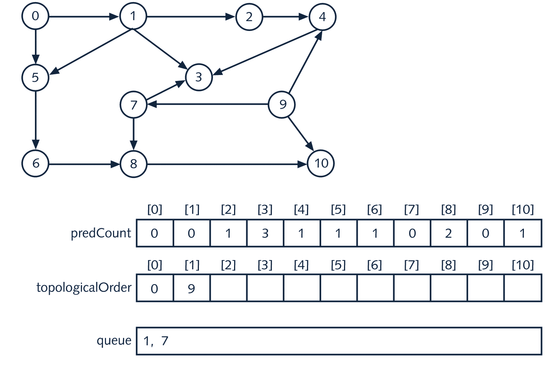 0 1 2 4
5 3
7 9
6 8 10
[0] [1] [2] [3] [4] [5] [6] [7] [8] [9] [10]
predCount 0 0 1 3 1 1 1 0 2 0 1
[0] [1] [2] [3] [4] [5] [6] [7] [8] [9] [10]
topologicalOrder 0 9
queue 1, 7